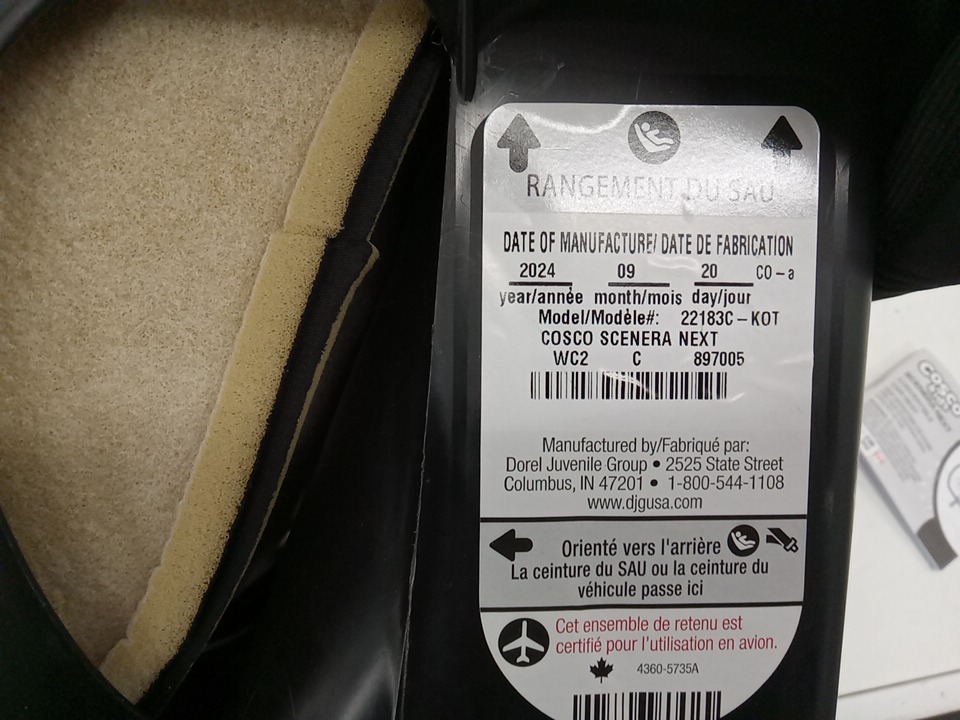 RANGEMENT DU SAU
DATE OF MANUFACTURE/ DATE DE FABRICATION
2024 09 20 CO-a
year/année month/mois day/jour
Model/Modèle#: 22183C-KOT
COSCO SCENERA NEXT
WC2 C 897005
Manufactured by/Fabriqué par:
Dorel Juvenile Group • 2525 State Street
Columbus, IN 47201 • 1-800-544-1108
www.djgusa.com
Orienté vers l'arrière
La ceinture du SAU ou la ceinture du
véhicule passe ici
Cet ensemble de retenu est
certifié pour l'utilisation en avion.
4360-5735A
COSCO